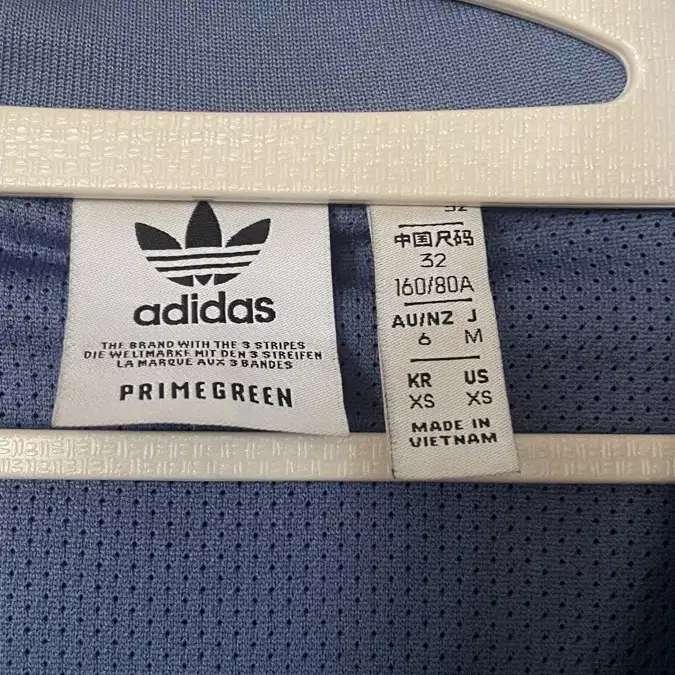 adidas
THE BRAND WITH THE 3 STRIPES
DIE WELTMARKE MIT DEN 3 STREIFEN
LA MARQUE AUX 3 BANDES
PRIMEGREEN
32
中国尺码
32
160/80A
AU/NZ J
6 M
KR US
XS XS
MADE IN
VIETNAM